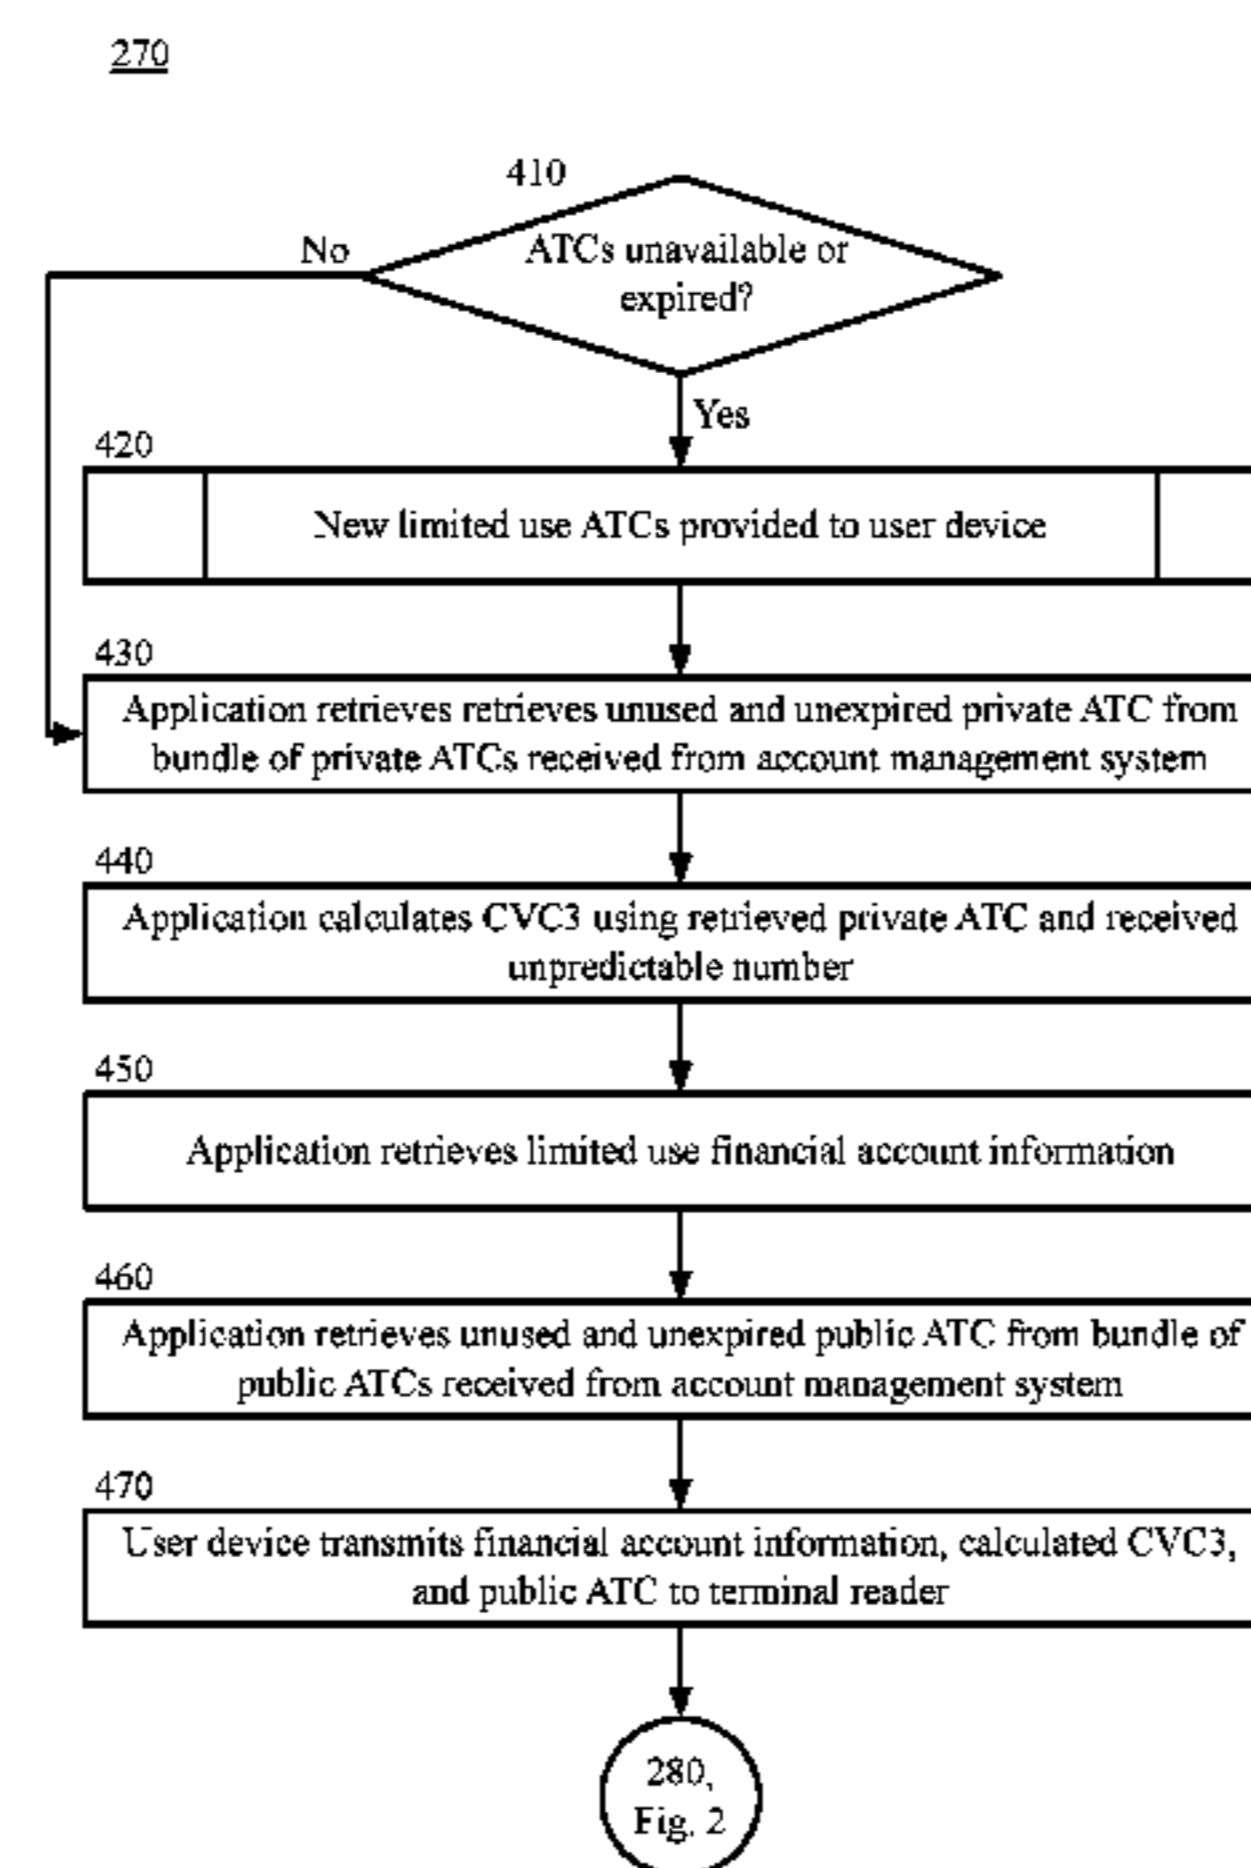 270
410
No
ATCs unavailable or
expired?
Yes
420
New limited use ATCs provided to user device
430
Application retrieves retrieves unused and unexpired private ATC from
bundle of private ATCs received from account management system
440
Application calculates CVC3 using retrieved private ATC and received
unpredictable number
450
Application retrieves limited use financial account information
460
Application retrieves unused and unexpired public ATC from bundle of
public ATCs received from account management system
470
User device transmits financial account information, calculated CVC3,
and public ATC to terminal reader
280,
Fig. 2